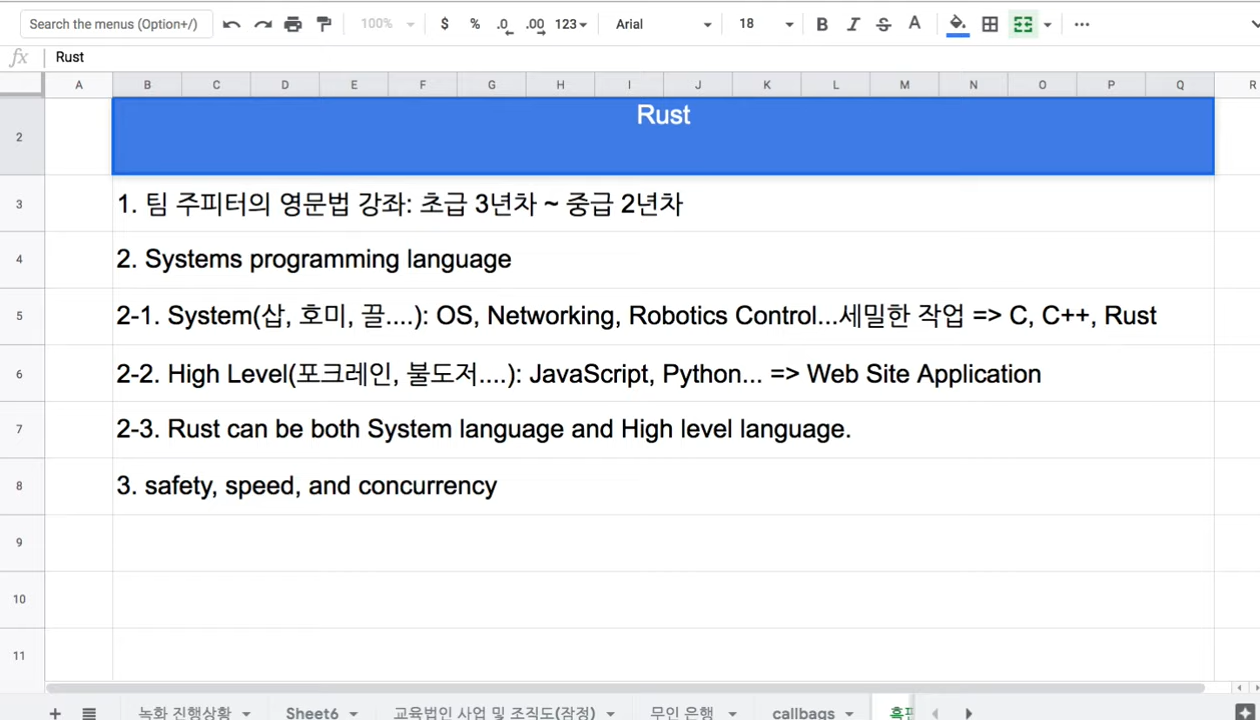 Search the menus (Option+/)
100%
$ % .0 .00 123 Arial 18 B I S A
fx Rust
A B C D E F G H I J K L M N O P Q R
2 Rust
3 1. 팀 주피터의 영문법 강좌: 초급 3년차 ~ 중급 2년차
4 2. Systems programming language
5 2-1. System(삽, 호미, 끌....): OS, Networking, Robotics Control...세밀한 작업 => C, C++, Rust
6 2-2. High Level(포크레인, 불도저....): JavaScript, Python... => Web Site Application
7 2-3. Rust can be both System language and High level language.
8 3. safety, speed, and concurrency
9
10
11
녹화 진행상황 Sheet6 교육법인 사업 및 조직도(잠정) 무인 은행 callbags